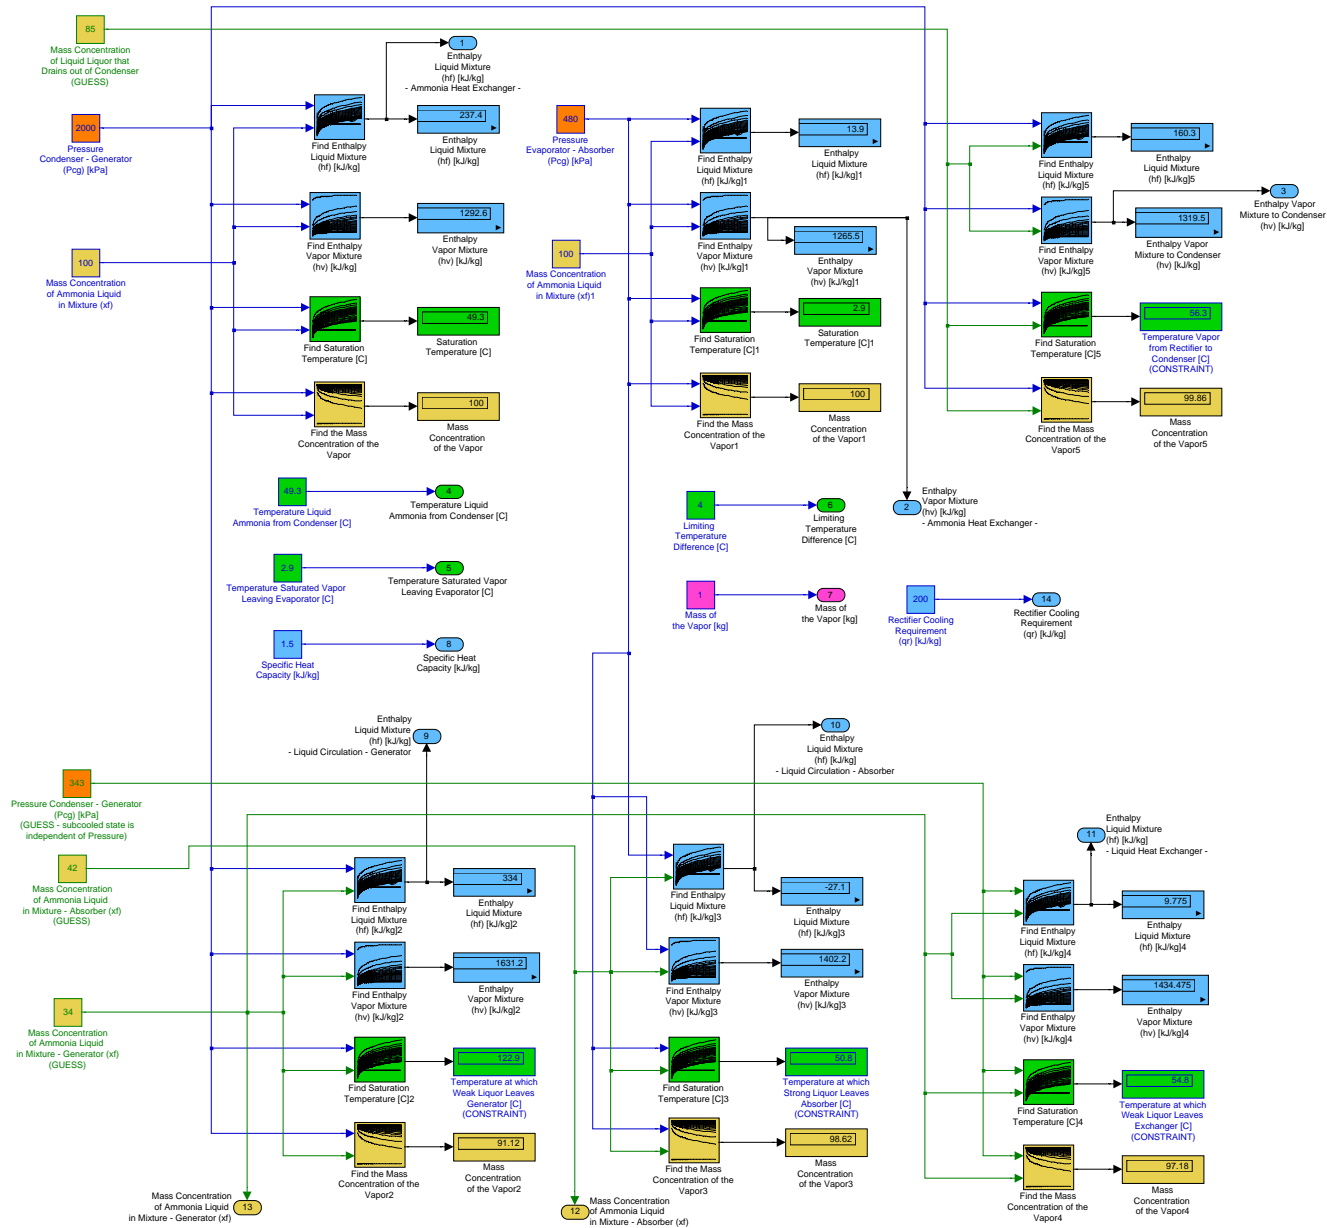 85
Mass Concentration
of Liquid Liquor that
Drains out of Condenser
(GUESS)
1
Enthalpy
Liquid Mixture
(hf) [kJ/kg]
- Ammonia Heat Exchanger -
2000
Pressure
Condenser - Generator
(Pcg) [kPa]
Find Enthalpy
Liquid Mixture
(hf) [kJ/kg]
237.4
Enthalpy
Liquid Mixture
(hf) [kJ/kg]
480
Pressure
Evaporator - Absorber
(Pcg) [kPa]
Find Enthalpy
Liquid Mixture
(hf) [kJ/kg]1
13.9
Enthalpy
Liquid Mixture
(hf) [kJ/kg]1
Find Enthalpy
Liquid Mixture
(hf) [kJ/kg]5
160.3
Enthalpy
Liquid Mixture
(hf) [kJ/kg]5
3
Enthalpy Vapor
Mixture to Condenser
(hv) [kJ/kg]
Find Enthalpy
Vapor Mixture
(hv) [kJ/kg]
1292.6
Enthalpy
Vapor Mixture
(hv) [kJ/kg]
Find Enthalpy
Vapor Mixture
(hv) [kJ/kg]1
1265.5
Enthalpy
Vapor Mixture
(hv) [kJ/kg]1
Find Enthalpy
Vapor Mixture
(hv) [kJ/kg]5
1319.5
Enthalpy Vapor
Mixture to Condenser
(hv) [kJ/kg]
100
Mass Concentration
of Ammonia Liquid
in Mixture (xf)
100
Mass Concentration
of Ammonia Liquid
in Mixture (xf)1
Find Saturation
Temperature [C]
49.3
Saturation
Temperature [C]
Find Saturation
Temperature [C]1
2.9
Saturation
Temperature [C]1
Find Saturation
Temperature [C]5
56.3
Temperature Vapor
from Rectifier to
Condenser [C]
(CONSTRAINT)
Find the Mass
Concentration of the
Vapor
100
Mass
Concentration
of the Vapor
Find the Mass
Concentration of the
Vapor1
100
Mass
Concentration
of the Vapor1
Find the Mass
Concentration of the
Vapor5
99.86
Mass
Concentration
of the Vapor5
49.3
Temperature Liquid
Ammonia from Condenser [C]
4
Temperature Liquid
Ammonia from Condenser [C]
4
Limiting
Temperature
Difference [C]
6
Limiting
Temperature
Difference [C]
2
Enthalpy
Vapor Mixture
(hv) [kJ/kg]
- Ammonia Heat Exchanger -
2.9
Temperature Saturated Vapor
Leaving Evaporator [C]
5
Temperature Saturated Vapor
Leaving Evaporator [C]
1
Mass of
the Vapor [kg]
7
Mass of
the Vapor [kg]
200
Rectifier Cooling
Requirement
(qr) [kJ/kg]
14
Rectifier Cooling
Requirement
(qr) [kJ/kg]
1.5
Specific Heat
Capacity [kJ/kg]
8
Specific Heat
Capacity [kJ/kg]
Enthalpy
Liquid Mixture
(hf) [kJ/kg]
- Liquid Circulation - Generator
9
10
Enthalpy
Liquid Mixture
(hf) [kJ/kg]
- Liquid Circulation - Absorber
343
Pressure Condenser - Generator
(Pcg) [kPa]
(GUESS - subcooled state is
independent of Pressure)
11
Enthalpy
Liquid Mixture
(hf) [kJ/kg]
- Liquid Heat Exchanger -
42
Mass Concentration
of Ammonia Liquid
in Mixture - Absorber (xf)
(GUESS)
Find Enthalpy
Liquid Mixture
(hf) [kJ/kg]2
334
Enthalpy
Liquid Mixture
(hf) [kJ/kg]2
Find Enthalpy
Liquid Mixture
(hf) [kJ/kg]3
-27.1
Enthalpy
Liquid Mixture
(hf) [kJ/kg]3
Find Enthalpy
Liquid Mixture
(hf) [kJ/kg]4
9.775
Enthalpy
Liquid Mixture
(hf) [kJ/kg]4
Find Enthalpy
Vapor Mixture
(hv) [kJ/kg]2
1631.2
Enthalpy
Vapor Mixture
(hv) [kJ/kg]2
Find Enthalpy
Vapor Mixture
(hv) [kJ/kg]3
1402.2
Enthalpy
Vapor Mixture
(hv) [kJ/kg]3
Find Enthalpy
Vapor Mixture
(hv) [kJ/kg]4
1434.475
Enthalpy
Vapor Mixture
(hv) [kJ/kg]4
34
Mass Concentration
of Ammonia Liquid
in Mixture - Generator (xf)
(GUESS)
Find Saturation
Temperature [C]2
122.9
Temperature at which
Weak Liquor Leaves
Generator [C]
(CONSTRAINT)
Find Saturation
Temperature [C]3
50.8
Temperature at which
Strong Liquor Leaves
Absorber [C]
(CONSTRAINT)
Find Saturation
Temperature [C]4
54.8
Temperature at which
Weak Liquor Leaves
Exchanger [C]
(CONSTRAINT)
Find the Mass
Concentration of the
Vapor2
91.12
Mass
Concentration
of the Vapor2
Find the Mass
Concentration of the
Vapor3
98.62
Mass
Concentration
of the Vapor3
Find the Mass
Concentration of the
Vapor4
97.18
Mass
Concentration
of the Vapor4
Mass Concentration
of Ammonia Liquid
in Mixture - Generator (xf)
13
12
Mass Concentration
of Ammonia Liquid
in Mixture - Absorber (xf)